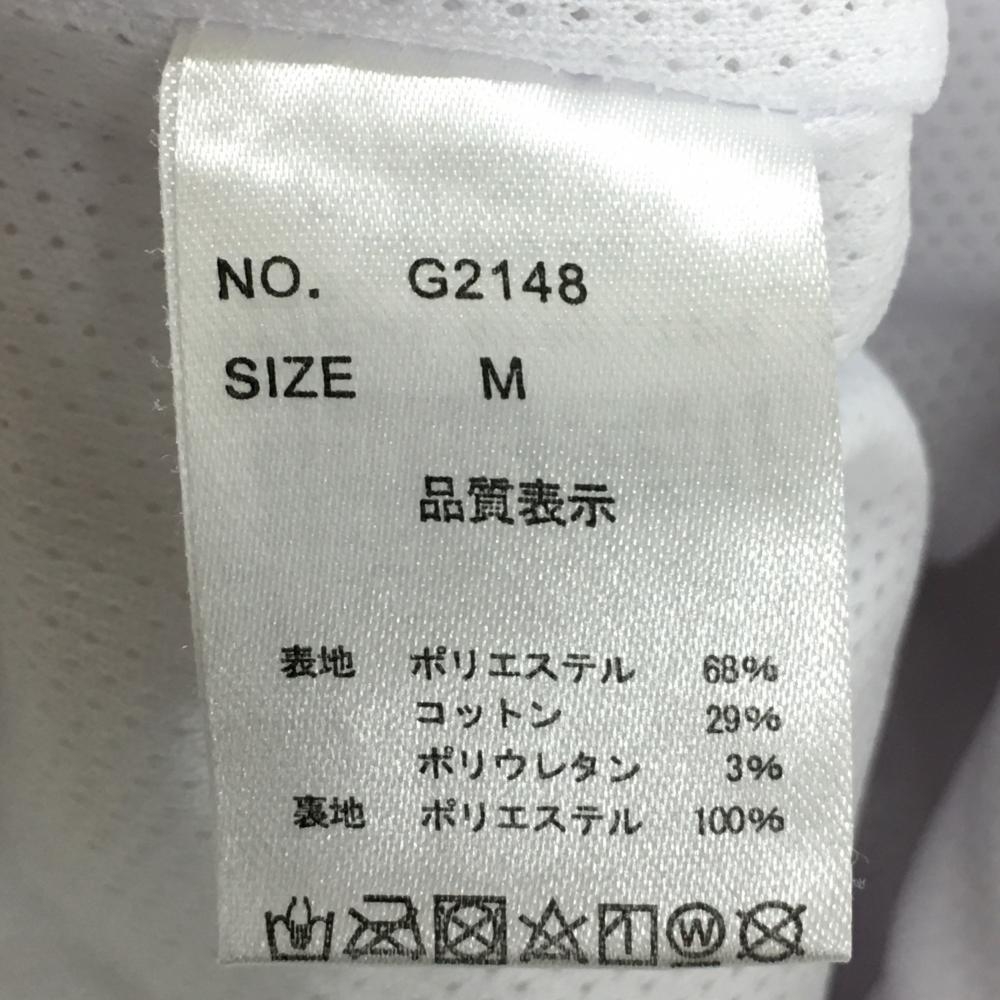 NO. G2148
SIZE M
品質表示
表地 ポリエステル 68%
コットン 29%
ポリウレタン 3%
裏地 ポリエステル 100%
W